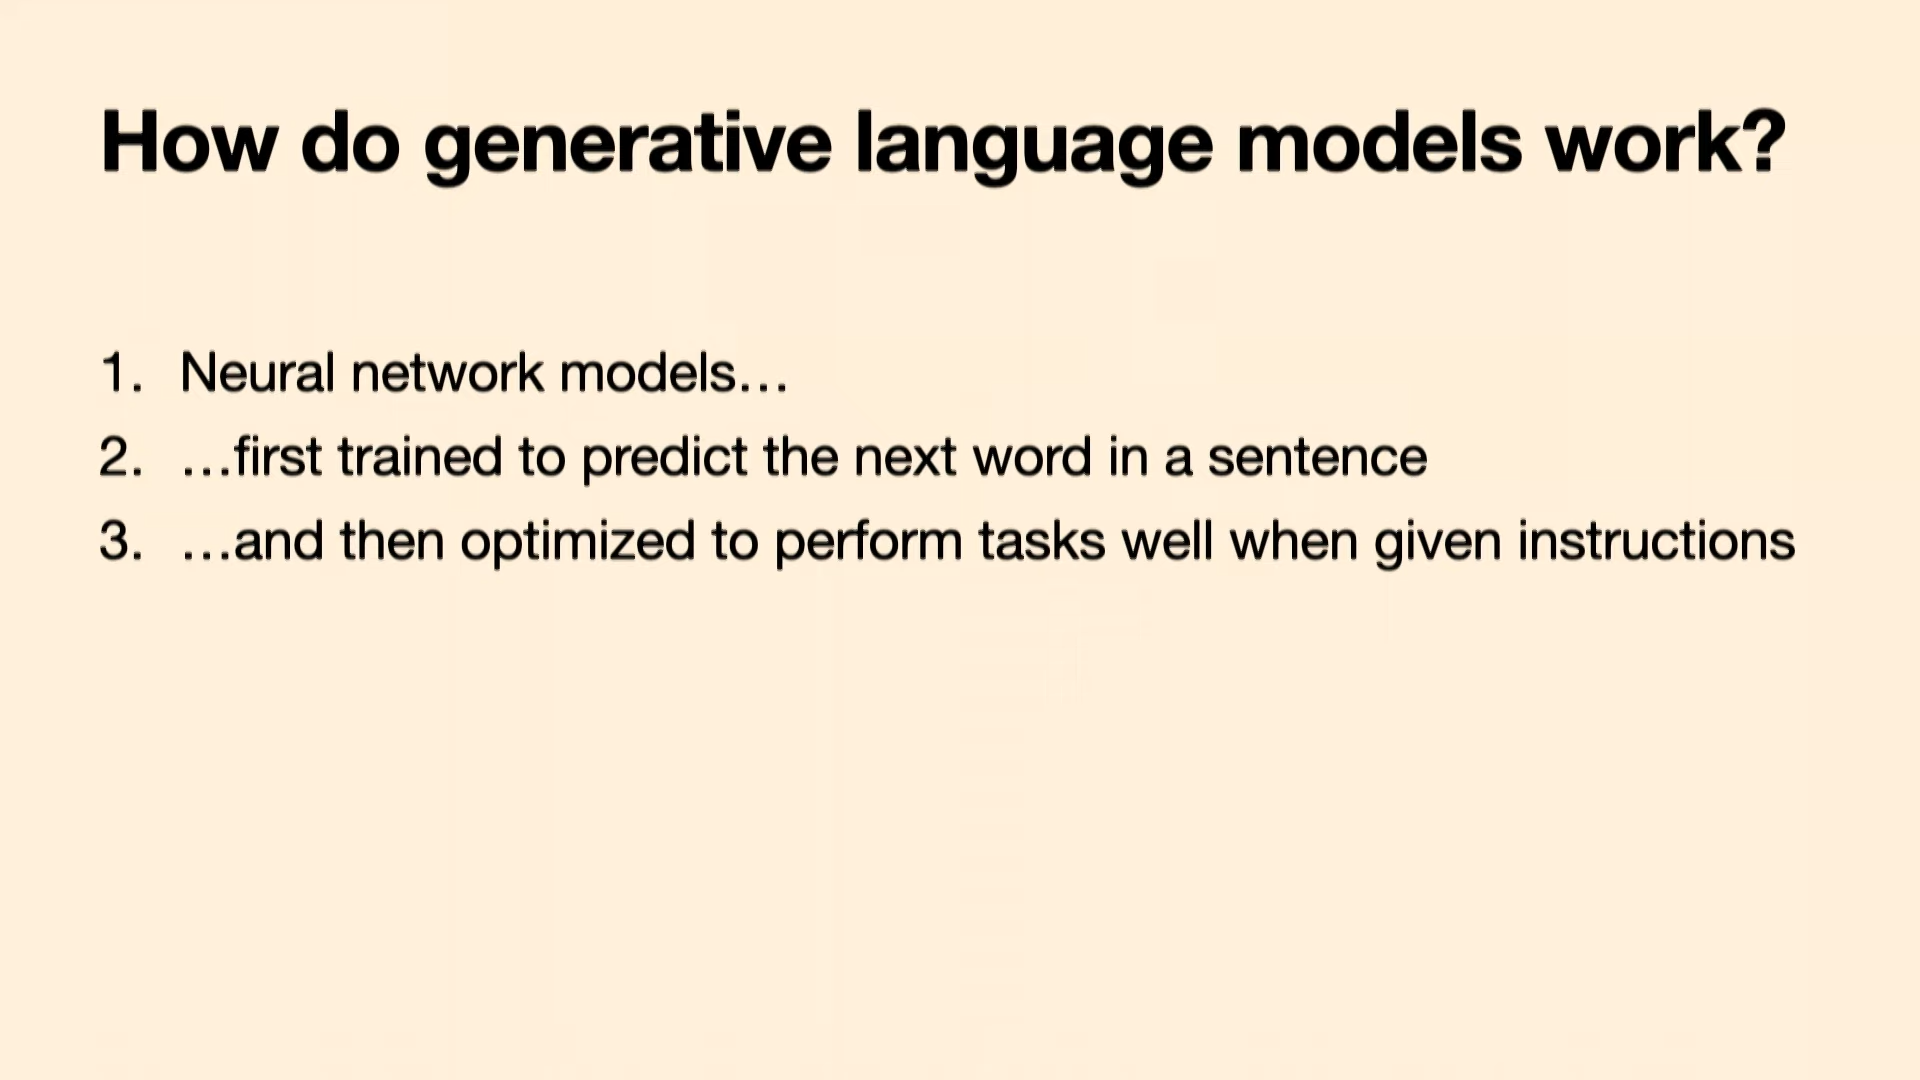 How do generative language models work?
1. Neural network models…
2. …first trained to predict the next word in a sentence
3. …and then optimized to perform tasks well when given instructions